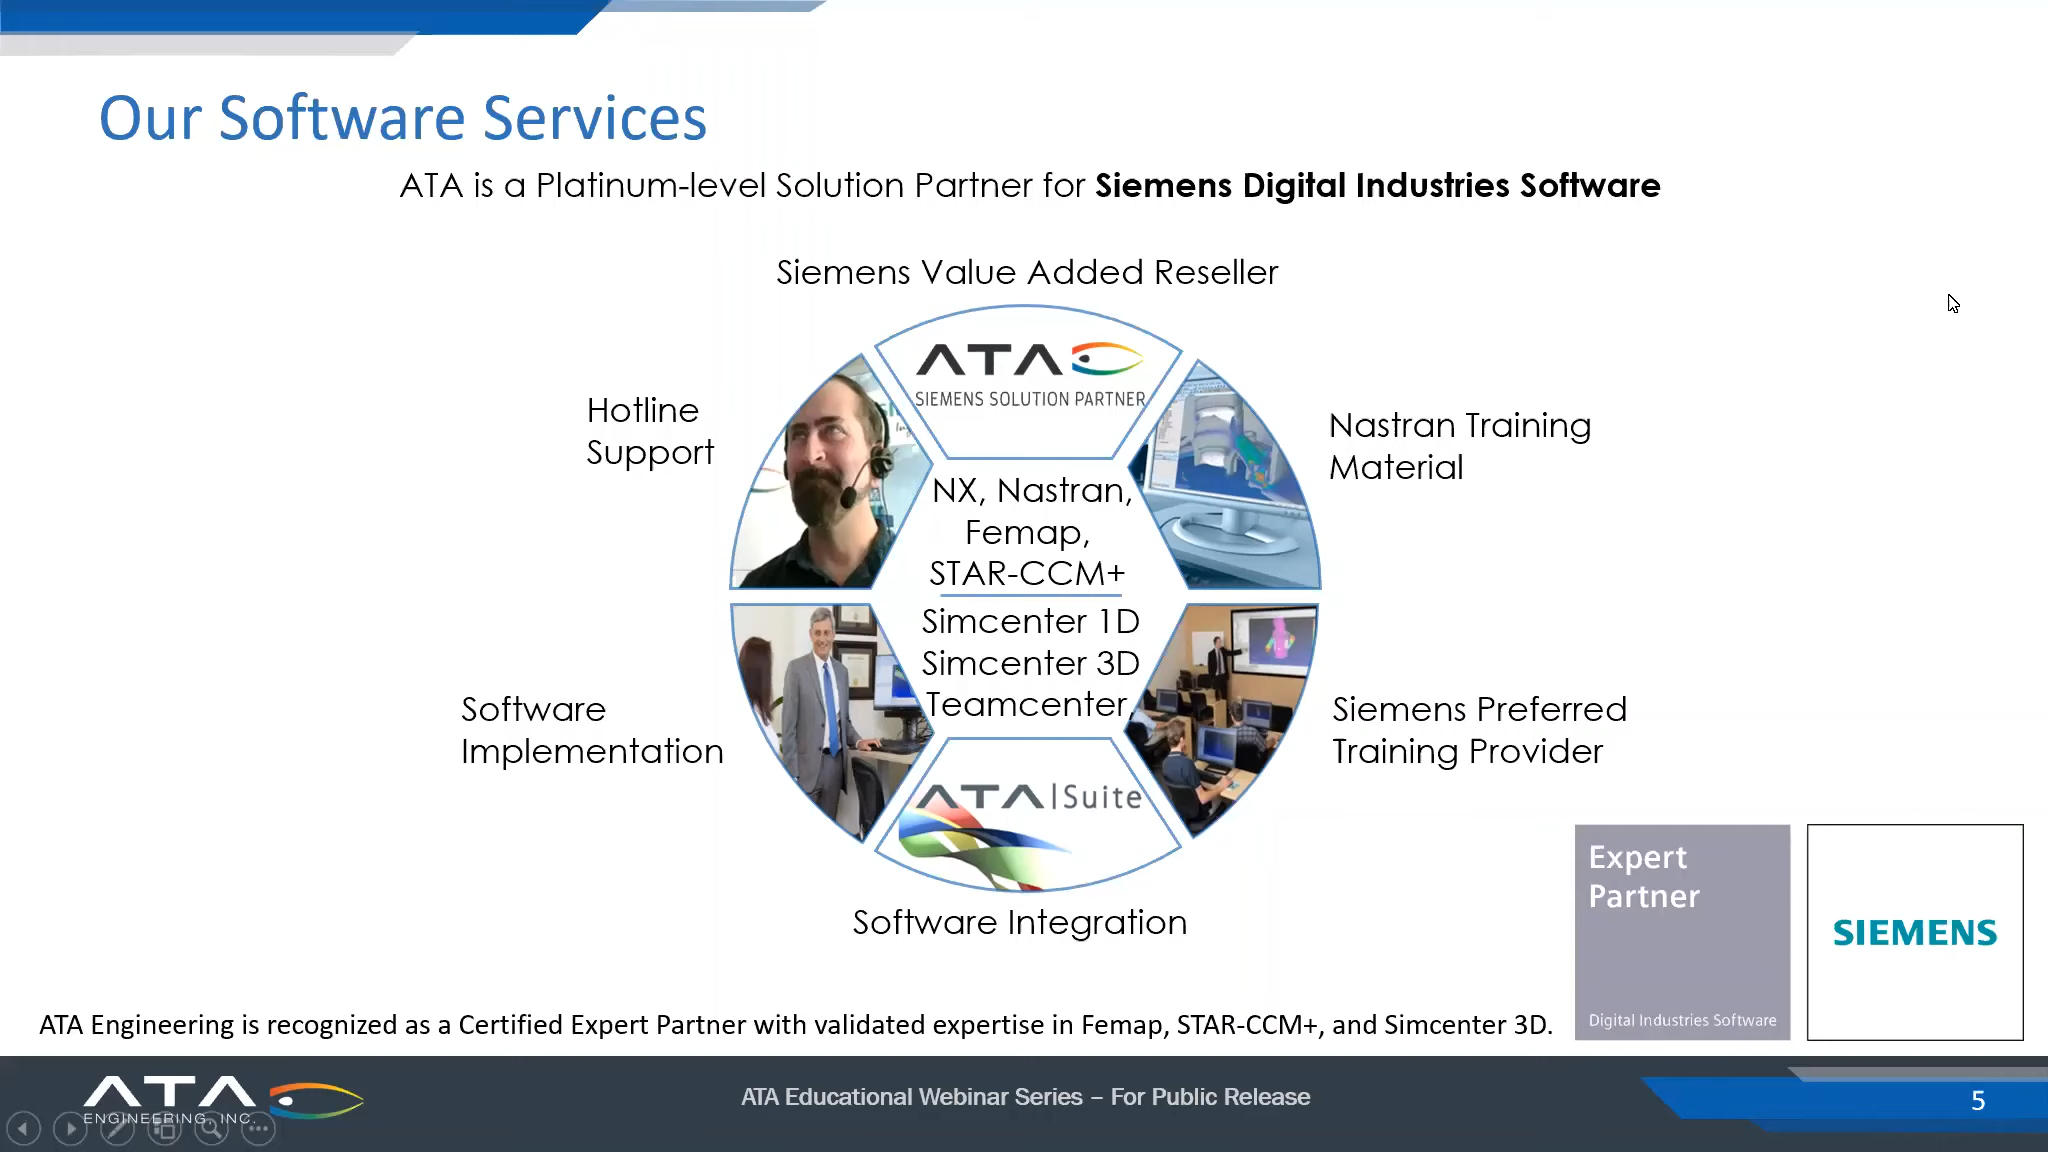 Our Software Services
ATA is a Platinum-level Solution Partner for Siemens Digital Industries Software
Siemens Value Added Reseller
ATA
SIEMENS SOLUTION PARTNER
Hotline
Support
Nastran Training
Material
NX, Nastran,
Femap,
STAR-CCM+
Simcenter 1D
Simcenter 3D
Teamcenter,
Software
Implementation
Siemens Preferred
Training Provider
ATA|Suite
Software Integration
Expert
Partner
Digital Industries Software
SIEMENS
ATA Engineering is recognized as a Certified Expert Partner with validated expertise in Femap, STAR-CCM+, and Simcenter 3D.
ATA
ENGINEERING, INC.
ATA Educational Webinar Series – For Public Release
5